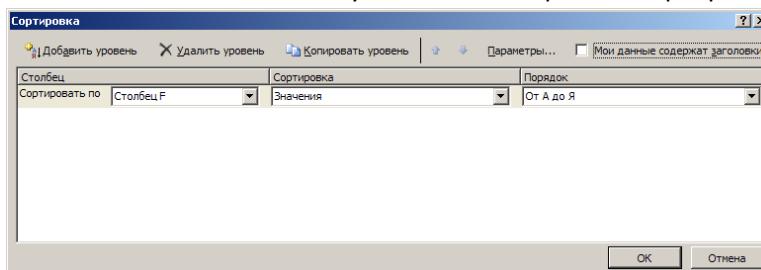 Сортировка
Добавить уровень Удалить уровень Копировать уровень Параметры... Мои данные содержат заголовки
Столбец Сортировка Порядок
Сортировать по Столбец F Значения От А до Я
ОК Отмена